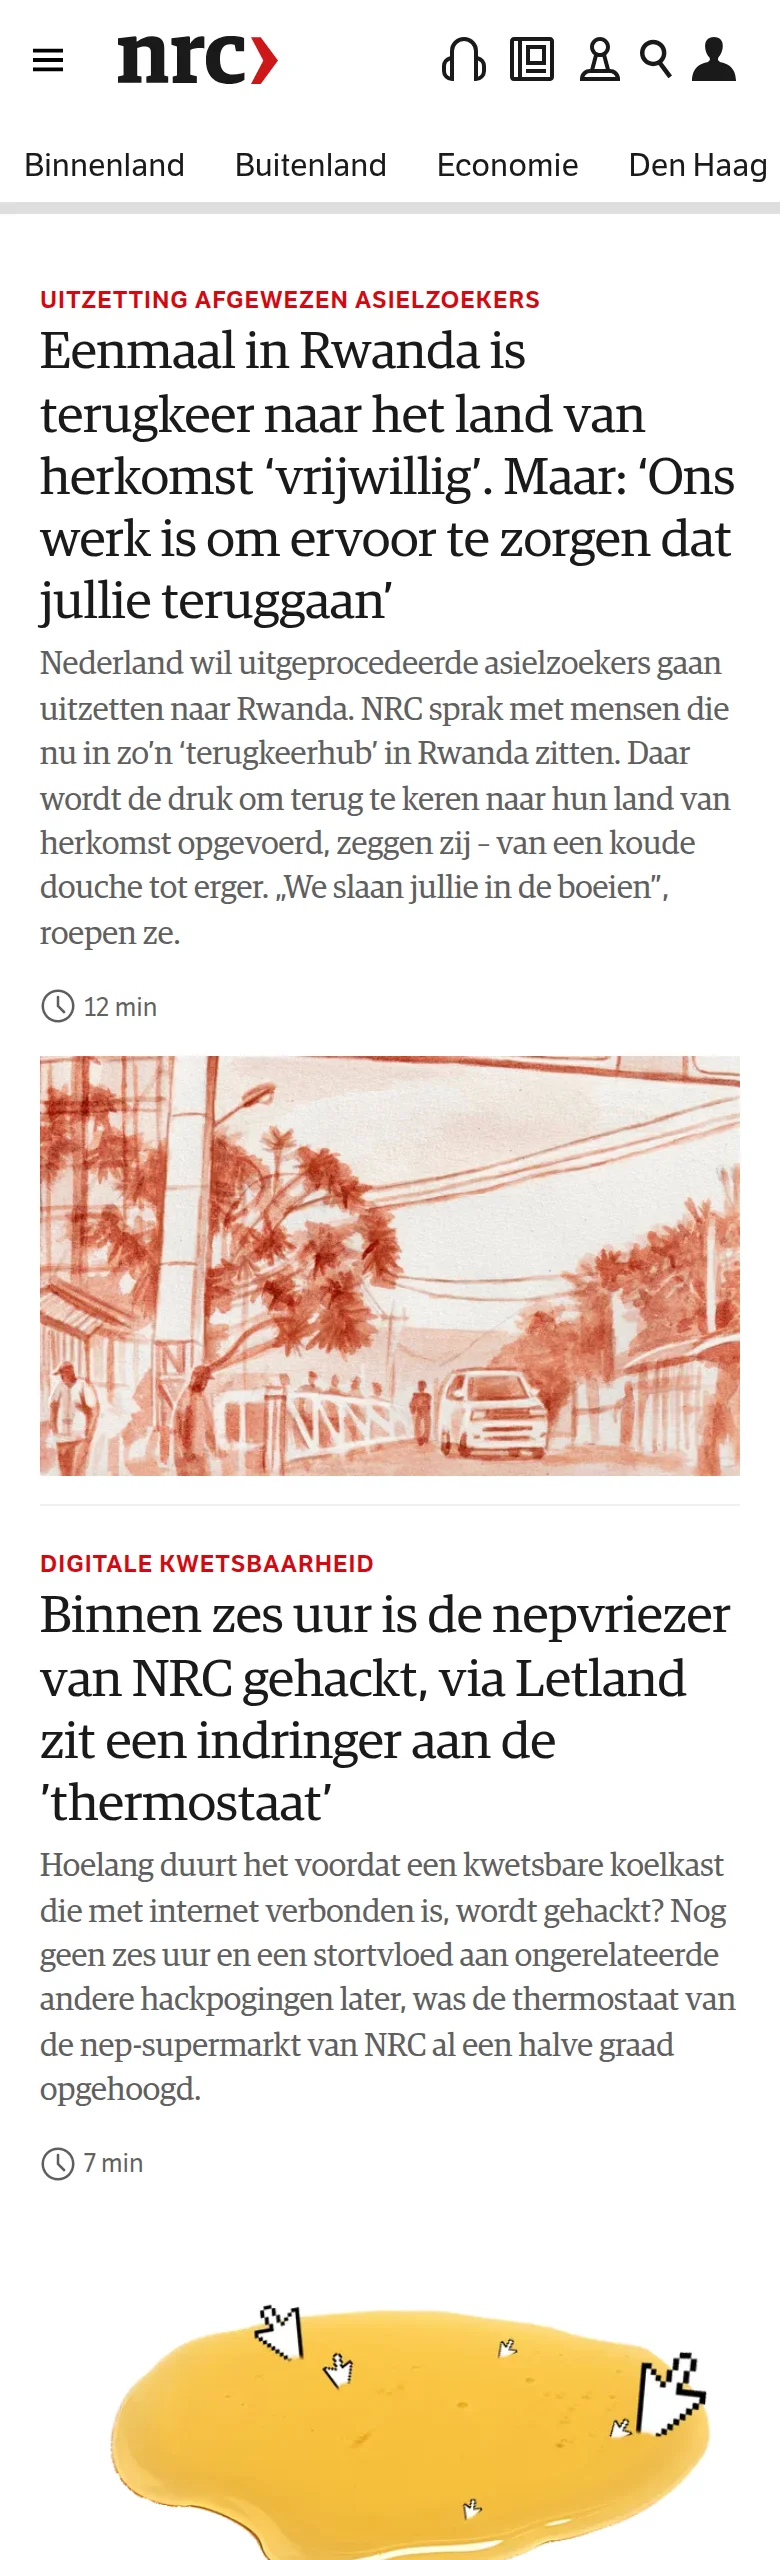 nrc
Binnenland Buitenland Economie Den Haag
UITZETTING AFGEWEZEN ASIELZOEKERS
Eenmaal in Rwanda is
terugkeer naar het land van
herkomst ‘vrijwillig’. Maar: ‘Ons
werk is om ervoor te zorgen dat
jullie teruggaan’
Nederland wil uitgeprocedeerde asielzoekers gaan
uitzetten naar Rwanda. NRC sprak met mensen die
nu in zo’n ‘terugkeerhub’ in Rwanda zitten. Daar
wordt de druk om terug te keren naar hun land van
herkomst opgevoerd, zeggen zij – van een koude
douche tot erger. „We slaan jullie in de boeien”,
roepen ze.
12 min
DIGITALE KWETSBAARHEID
Binnen zes uur is de nepvriezer
van NRC gehackt, via Letland
zit een indringer aan de
’thermostaat’
Hoelang duurt het voordat een kwetsbare koelkast
die met internet verbonden is, wordt gehackt? Nog
geen zes uur en een stortvloed aan ongerelateerde
andere hackpogingen later, was de thermostaat van
de nep-supermarkt van NRC al een halve graad
opgehoogd.
7 min